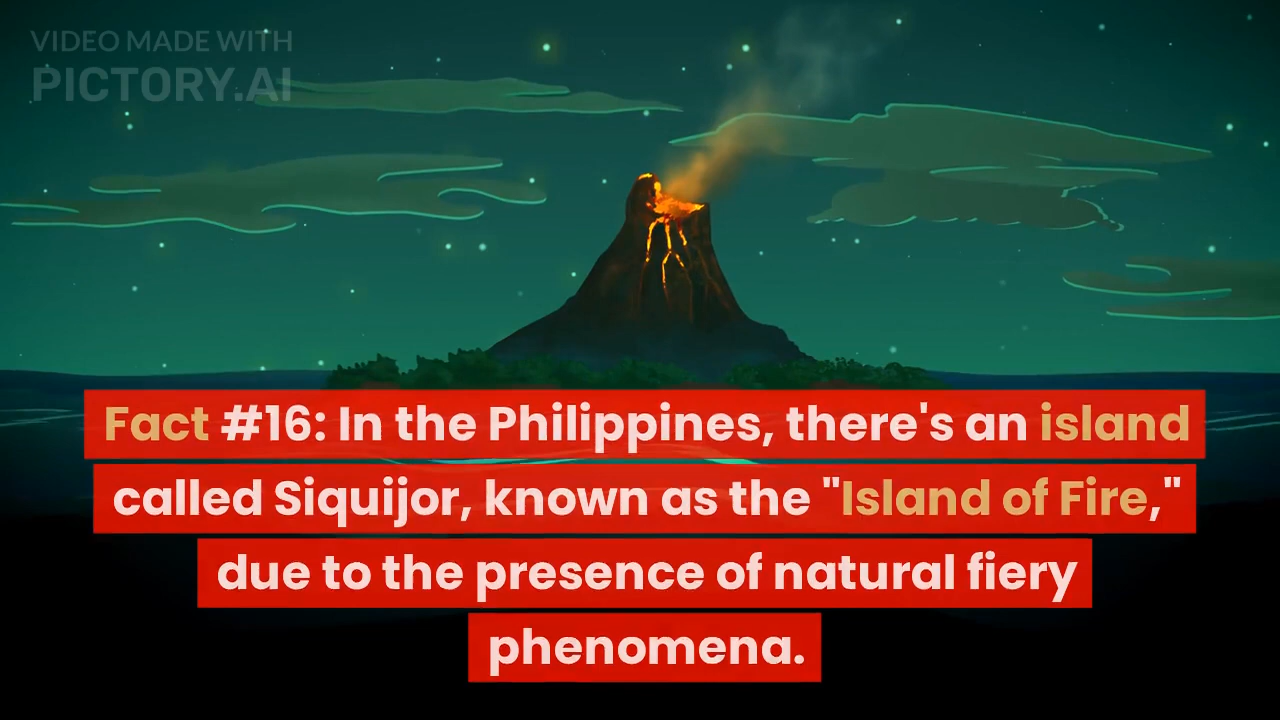 VIDEO MADE WITH
PICTORY.AI
Fact #16: In the Philippines, there's an island
called Siquijor, known as the "Island of Fire,"
due to the presence of natural fiery
phenomena.